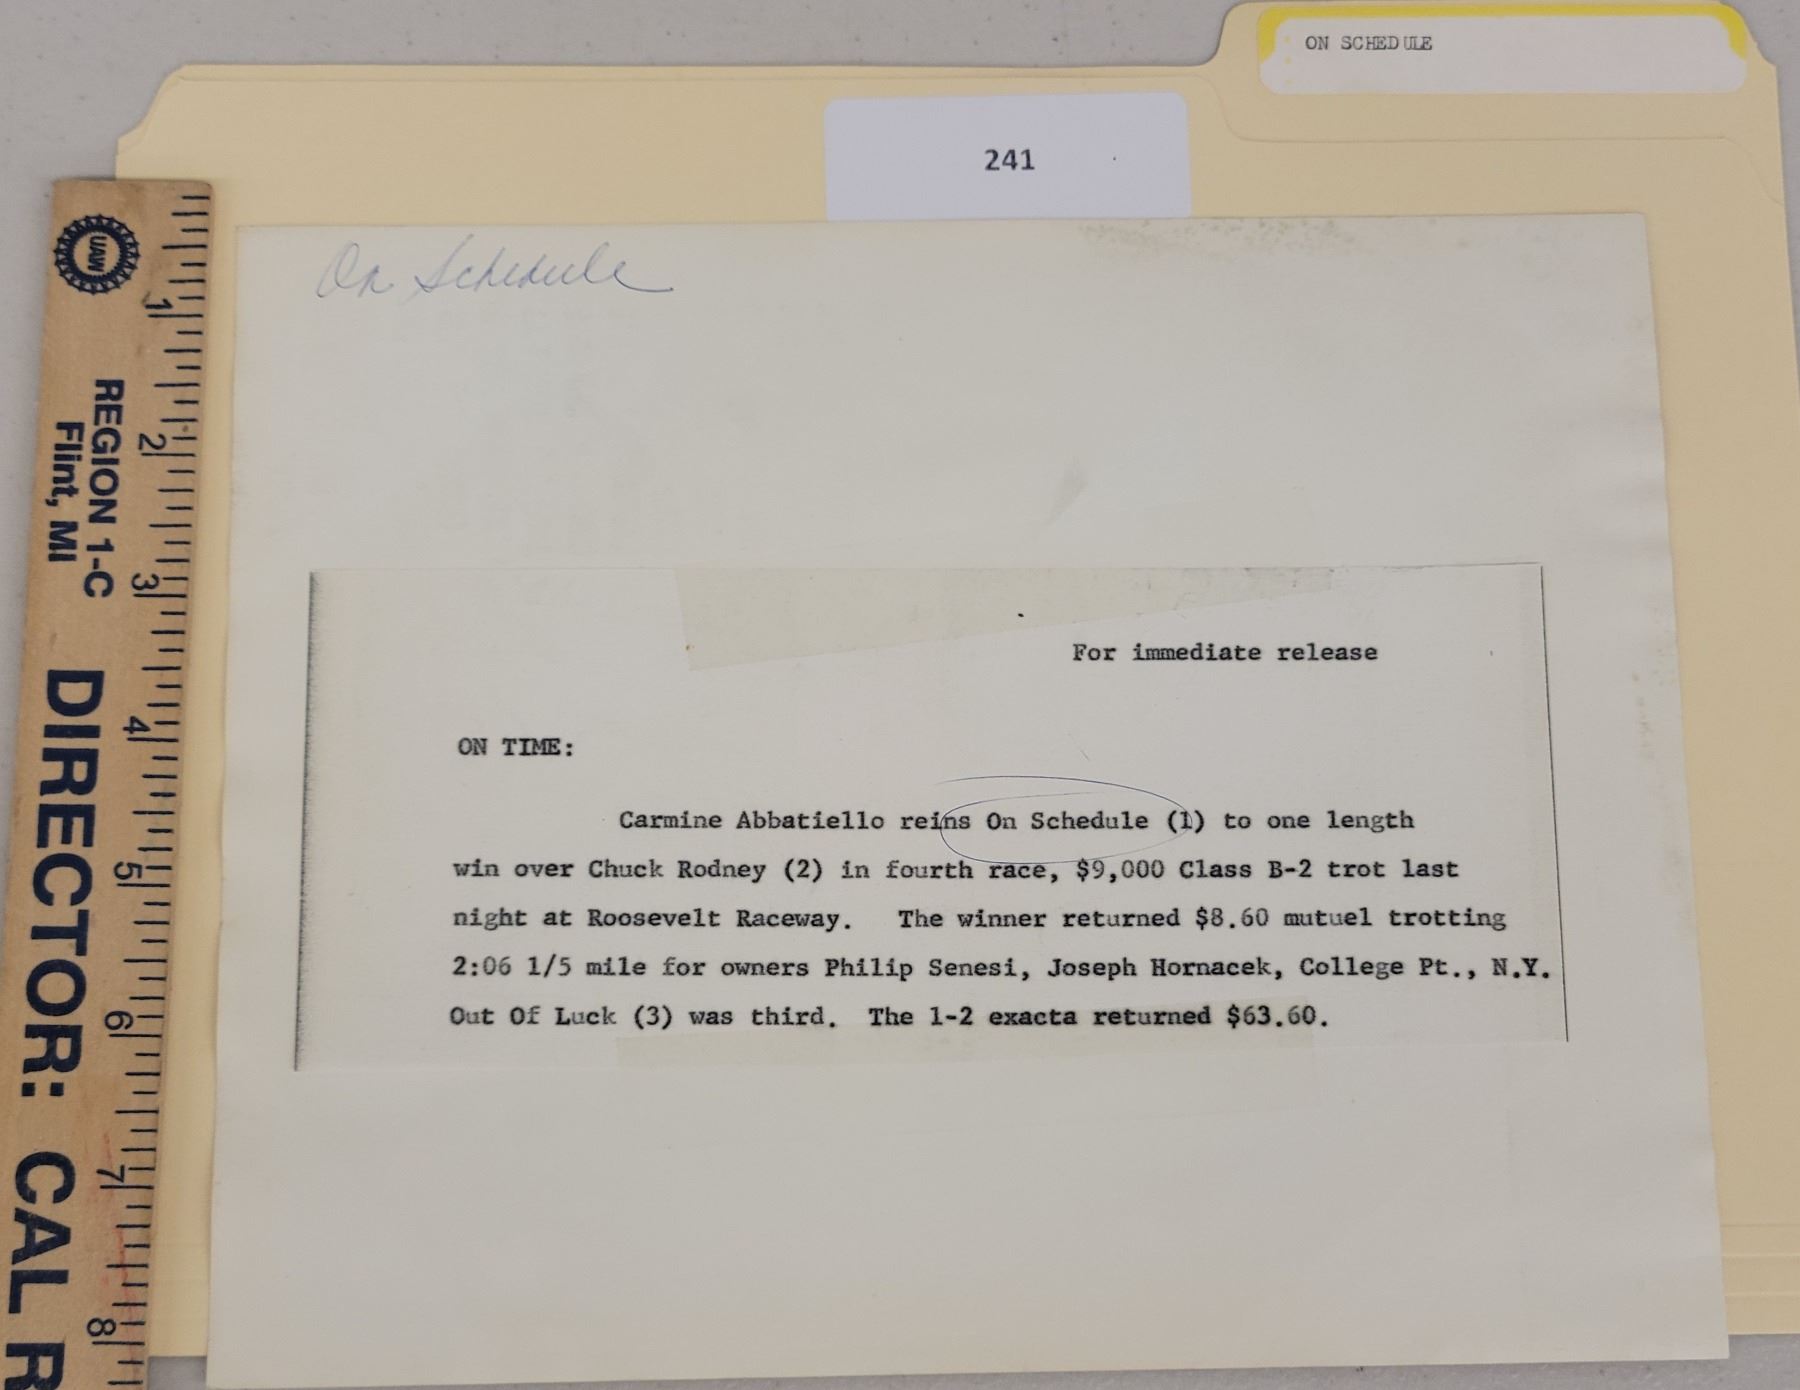 ON SCHEDULE
241
On Schedule
For immediate release
ON TIME:
Carmine Abbatiello reins On Schedule (1) to one length
win over Chuck Rodney (2) in fourth race, $9,000 Class B-2 trot last
night at Roosevelt Raceway. The winner returned $8.60 mutuel trotting
2:06 1/5 mile for owners Philip Senesi, Joseph Hornacek, College Pt., N.Y.
Out Of Luck (3) was third. The 1-2 exacta returned $63.60.
UAW
REGION 1-C
Flint, MI
DIRECTOR: CAL R
1
2
3
4
5
6
7
8